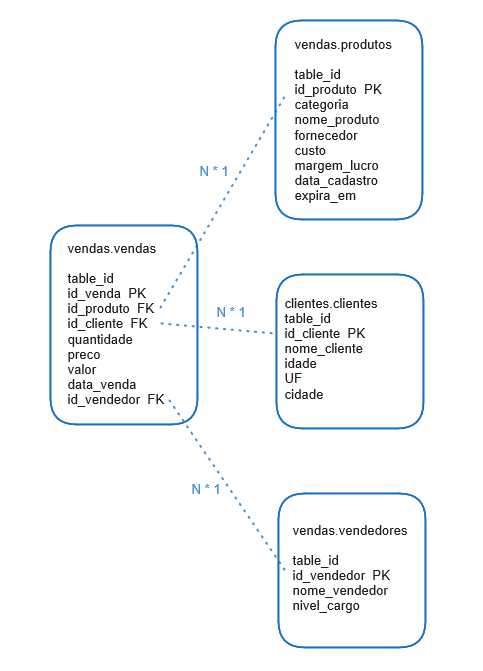 vendas.produtos
table_id
id_produto PK
categoria
nome_produto
fornecedor
custo
margem_lucro
data_cadastro
expira_em
N * 1
vendas.vendas
table_id
id_venda PK
id_produto FK
id_cliente FK
quantidade
preco
valor
data_venda
id_vendedor FK
N * 1
clientes.clientes
table_id
id_cliente PK
nome_cliente
idade
UF
cidade
N * 1
vendas.vendedores
table_id
id_vendedor PK
nome_vendedor
nivel_cargo